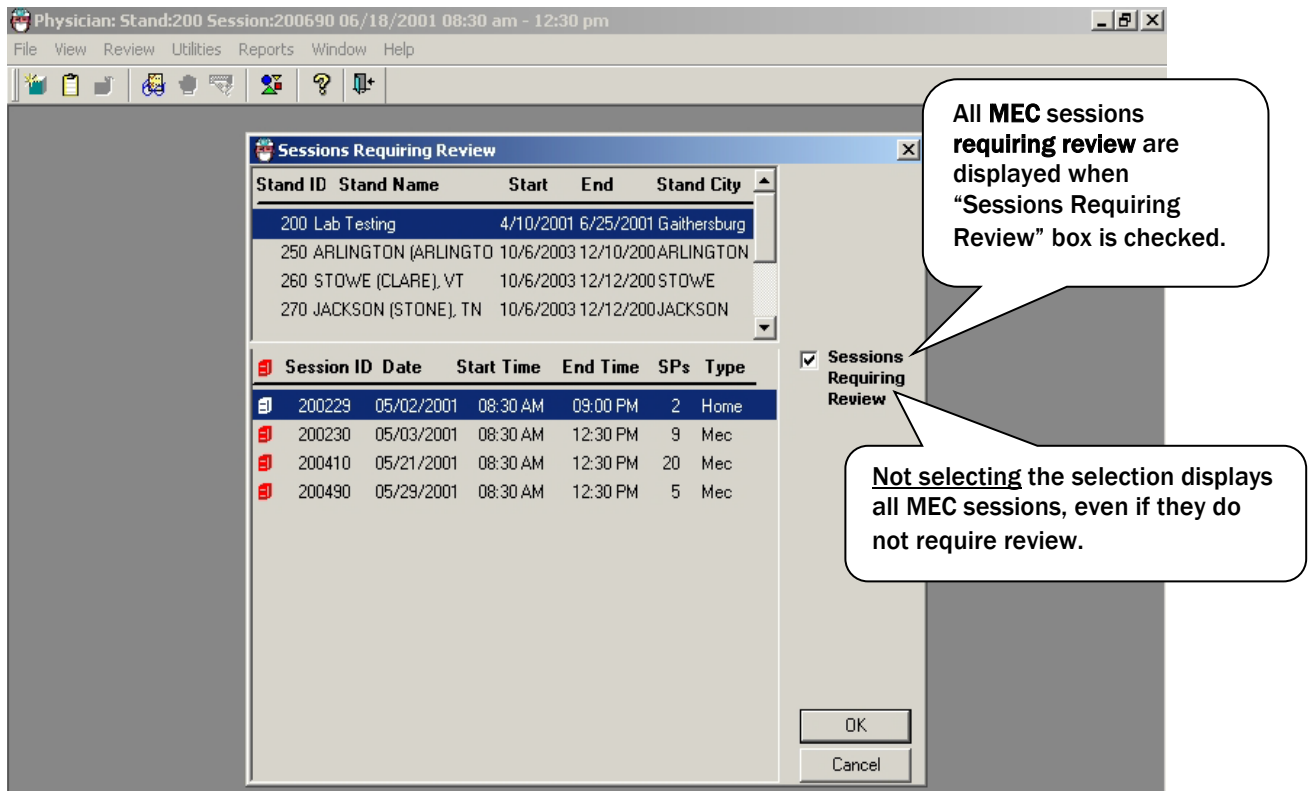 Physician: Stand:200 Session:200690 06/18/2001 08:30 am - 12:30 pm
File View Review Utilities Reports Window Help
All MEC sessions
requiring review are
displayed when
“Sessions Requiring
Review” box is checked.
Sessions Requiring Review
Stand ID Stand Name Start End Stand City
200 Lab Testing 4/10/2001 6/25/2001 Gaithersburg
250 ARLINGTON (ARLINGTO 10/6/2003 12/10/200 ARLINGTON
260 STOWE (CLARE), VT 10/6/2003 12/12/200 STOWE
270 JACKSON (STONE), TN 10/6/2003 12/12/200 JACKSON
Session ID Date Start Time End Time SPs Type
200229 05/02/2001 08:30 AM 09:00 PM 2 Home
200230 05/03/2001 08:30 AM 12:30 PM 9 Mec
200410 05/21/2001 08:30 AM 12:30 PM 20 Mec
200490 05/29/2001 08:30 AM 12:30 PM 5 Mec
Sessions
Requiring
Review
Not selecting the selection displays
all MEC sessions, even if they do
not require review.
OK
Cancel